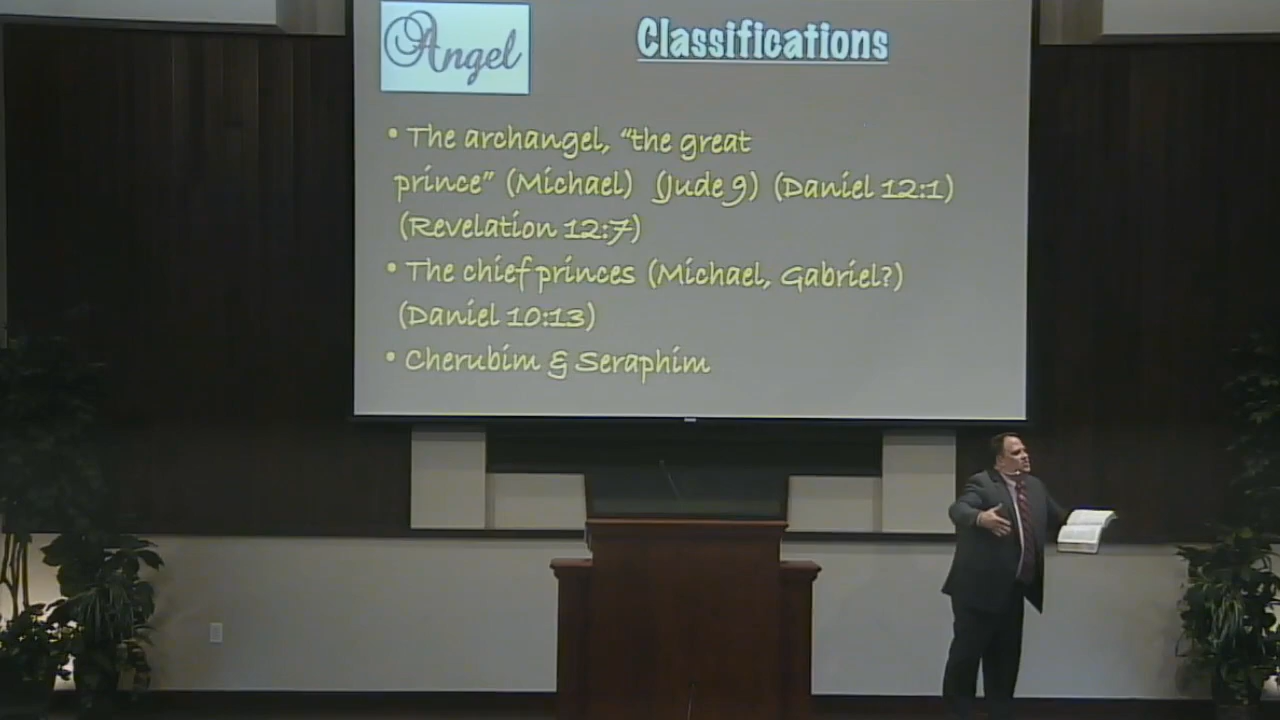 Angel
Classifications
• The archangel, “the great
prince” (Michael) (Jude 9) (Daniel 12:1)
(Revelation 12:7)
• The chief princes (Michael, Gabriel?)
(Daniel 10:13)
• Cherubim & Seraphim